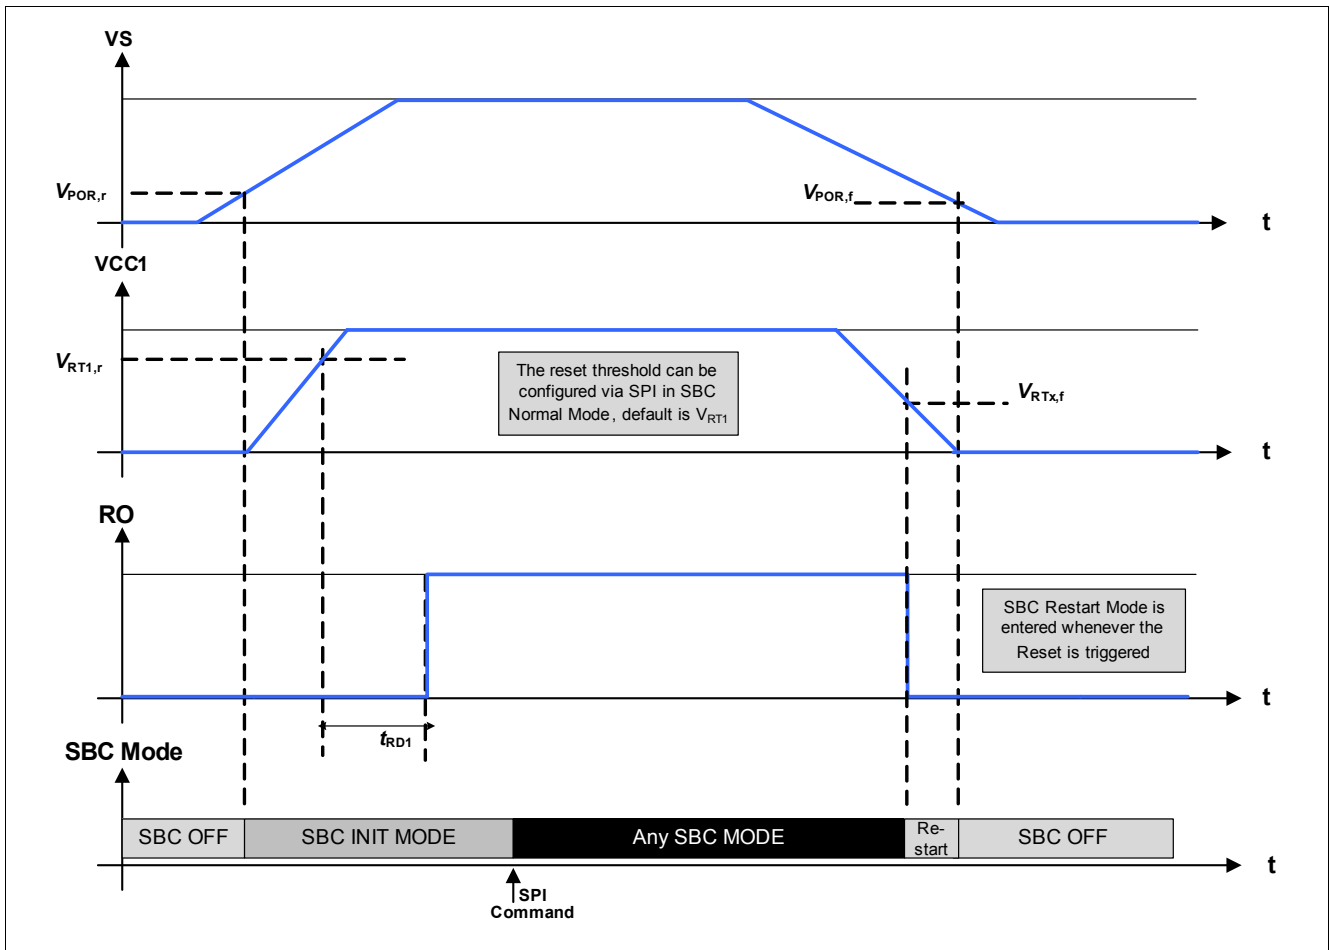 VS
VPOR,r
VPOR,f
t
VCC1
VRT1,r
The reset threshold can be
configured via SPI in SBC
Normal Mode, default is VRT1
VRTx,f
t
RO
SBC Restart Mode is
entered whenever the
Reset is triggered
t
tRD1
SBC Mode
SBC OFF
SBC INIT MODE
Any SBC MODE
Re-
start
SBC OFF
t
SPI
Command